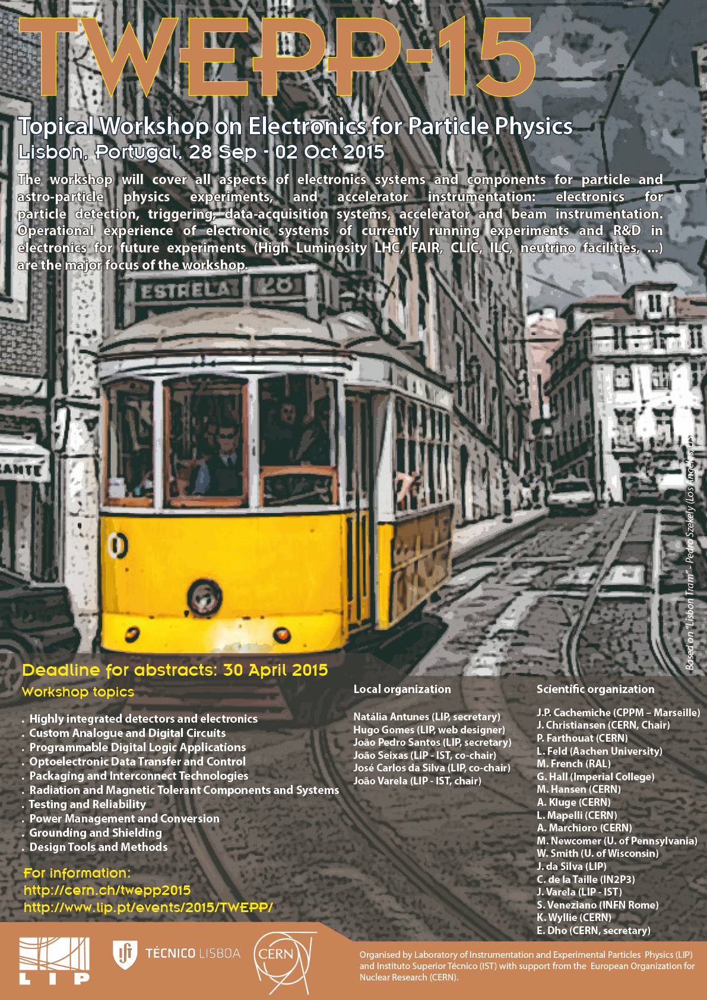 TWEPP-15
Topical Workshop on Electronics for Particle Physics
Lisbon, Portugal, 28 Sep - 02 Oct 2015
The workshop will cover all aspects of electronics systems and components for particle and
astro-particle physics experiments, and accelerator instrumentation: electronics for
particle detection, triggering, data-acquisition systems, accelerator and beam instrumentation.
Operational experience of electronic systems of currently running experiments and R&D in
electronics for future experiments (High Luminosity LHC, FAIR, CLIC, ILC, neutrino facilities, ...)
are the major focus of the workshop.
ESTRELA 28
ANTE
Based on "Lisbon Tram" - Pedro Szekely (Los Angeles, US)
Deadline for abstracts: 30 April 2015
Workshop topics
. Highly integrated detectors and electronics
. Custom Analogue and Digital Circuits
. Programmable Digital Logic Applications
. Optoelectronic Data Transfer and Control
. Packaging and Interconnect Technologies
. Radiation and Magnetic Tolerant Components and Systems
. Testing and Reliability
. Power Management and Conversion
. Grounding and Shielding
. Design Tools and Methods
For information:
http://cern.ch/twepp2015
http://www.lip.pt/events/2015/TWEPP/
Local organization
Natália Antunes (LIP, secretary)
Hugo Gomes (LIP, web designer)
João Pedro Santos (LIP, secretary)
João Seixas (LIP - IST, co-chair)
José Carlos da Silva (LIP, co-chair)
João Varela (LIP - IST, chair)
Scientific organization
J.P. Cachemiche (CPPM – Marseille)
J. Christiansen (CERN, Chair)
P. Farthouat (CERN)
L. Feld (Aachen University)
M. French (RAL)
G. Hall (Imperial College)
M. Hansen (CERN)
A. Kluge (CERN)
L. Mapelli (CERN)
A. Marchioro (CERN)
M. Newcomer (U. of Pennsylvania)
W. Smith (U. of Wisconsin)
J. da Silva (LIP)
C. de la Taille (IN2P3)
J. Varela (LIP - IST)
S. Veneziano (INFN Rome)
K. Wyllie (CERN)
E. Dho (CERN, secretary)
LIP
TÉCNICO LISBOA
CERN
Organised by Laboratory of Instrumentation and Experimental Particles Physics (LIP)
and Instituto Superior Técnico (IST) with support from the European Organization for
Nuclear Research (CERN).